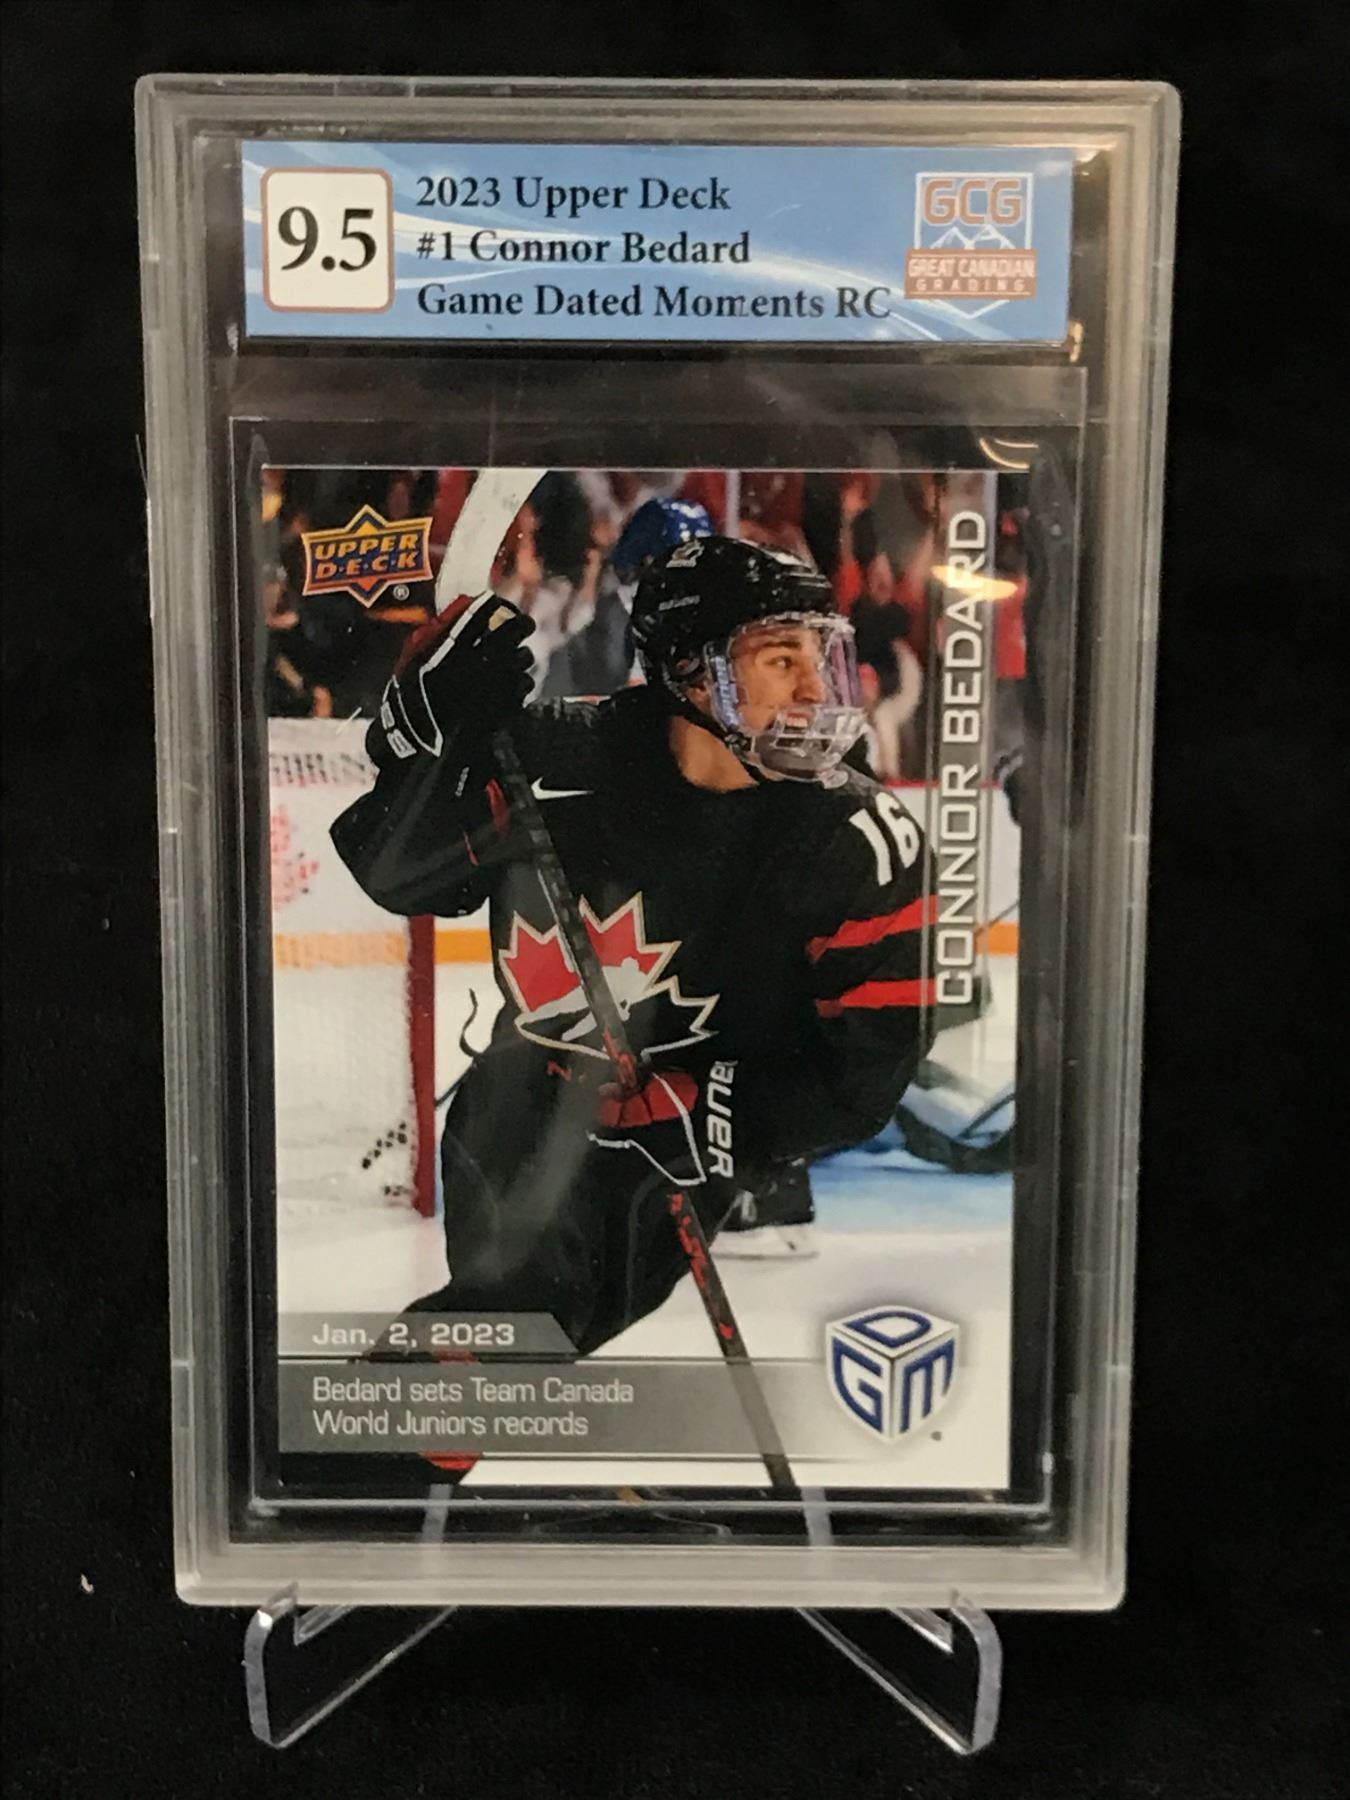 9.5
2023 Upper Deck
#1 Connor Bedard
Game Dated Moments RC
GCG
GREAT CANADIAN
GRADING
UPPER
D·E·C·K
®
CONNOR BEDARD
16
BAUER
Jan. 2, 2023
Bedard sets Team Canada
World Juniors records
GDM